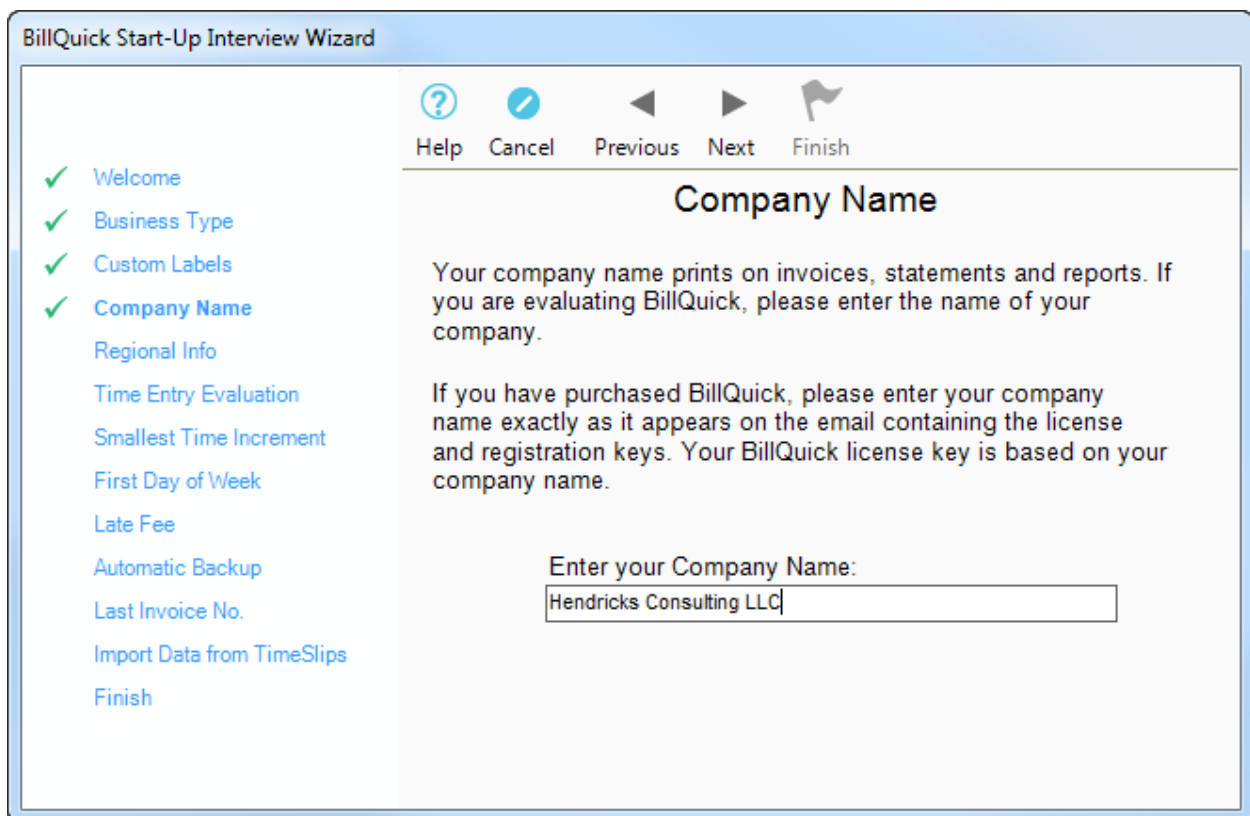 BillQuick Start-Up Interview Wizard
Help Cancel Previous Next Finish
Welcome
Business Type
Custom Labels
Company Name
Regional Info
Time Entry Evaluation
Smallest Time Increment
First Day of Week
Late Fee
Automatic Backup
Last Invoice No.
Import Data from TimeSlips
Finish
Company Name
Your company name prints on invoices, statements and reports. If
you are evaluating BillQuick, please enter the name of your
company.
If you have purchased BillQuick, please enter your company
name exactly as it appears on the email containing the license
and registration keys. Your BillQuick license key is based on your
company name.
Enter your Company Name:
Hendricks Consulting LLC